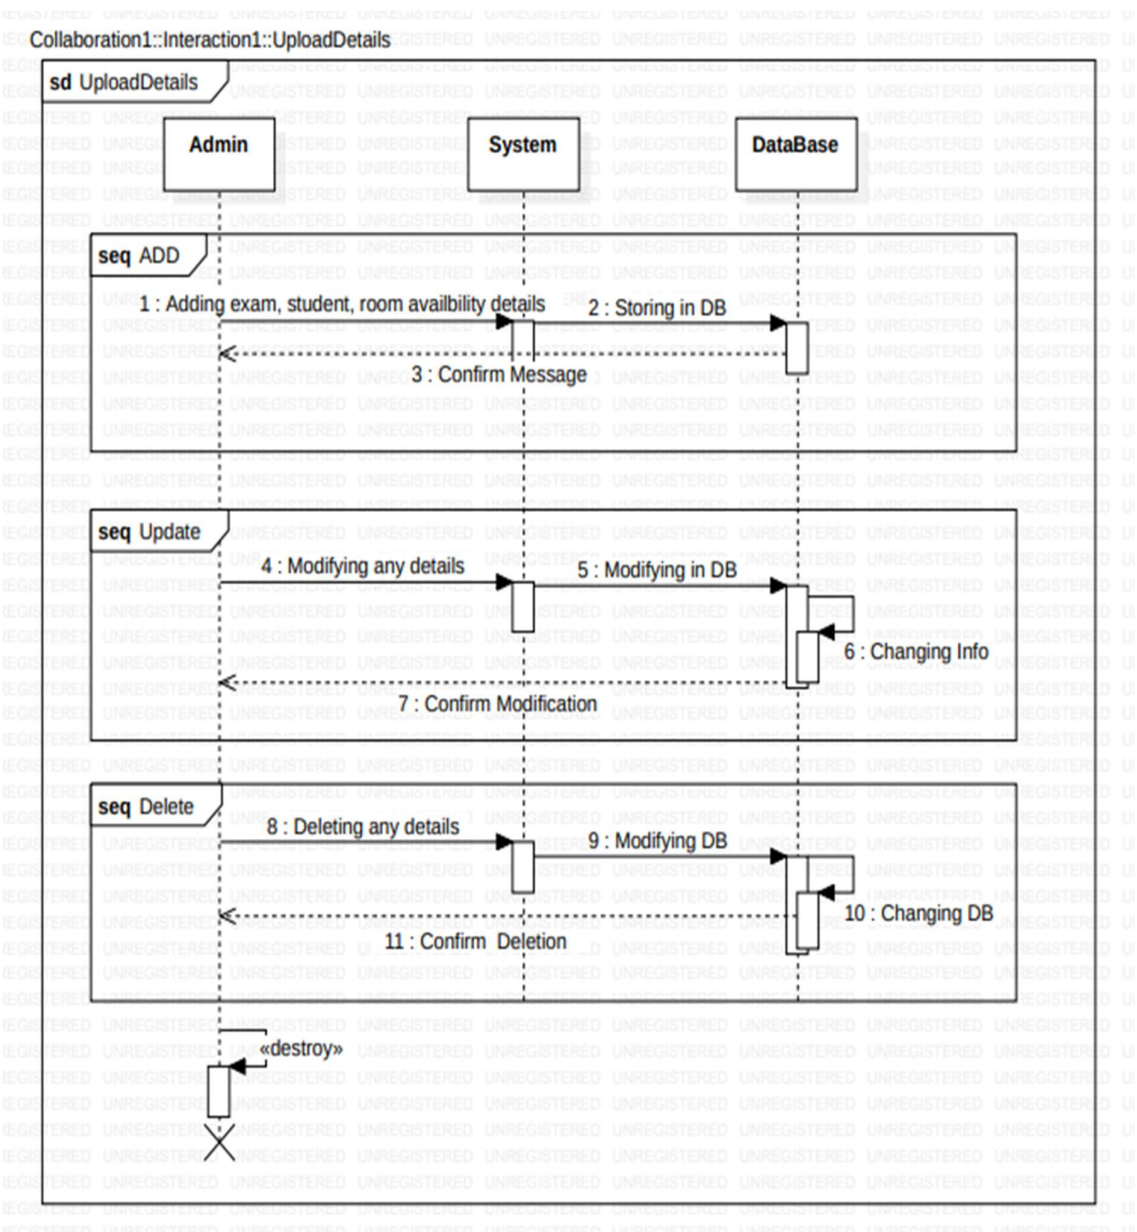 Collaboration1::Interaction1::UploadDetails
sd UploadDetails
Admin
System
DataBase
seq ADD
1 : Adding exam, student, room availbility details
2 : Storing in DB
3 : Confirm Message
seq Update
4 : Modifying any details
5 : Modifying in DB
6 : Changing Info
7 : Confirm Modification
seq Delete
8 : Deleting any details
9 : Modifying DB
10 : Changing DB
11 : Confirm Deletion
«destroy»
UNREGISTERED